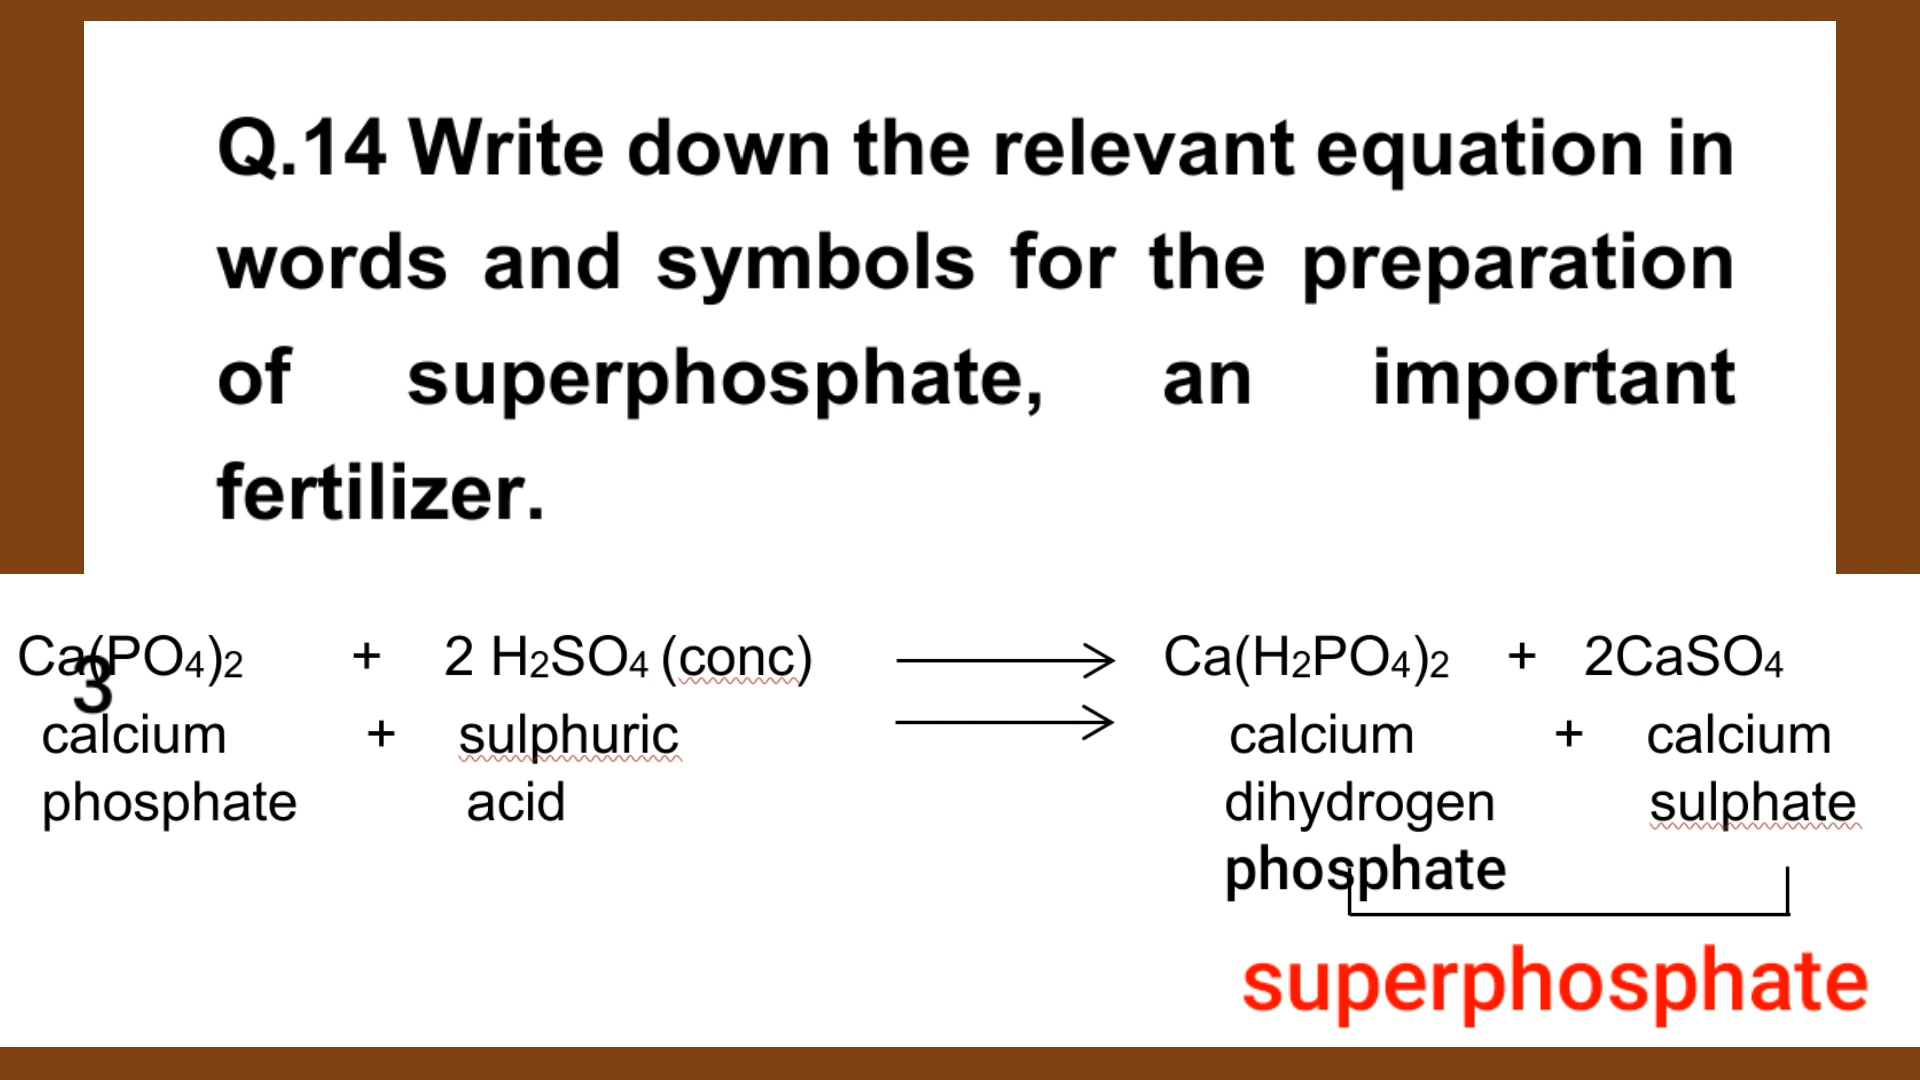 Q.14 Write down the relevant equation in
words and symbols for the preparation
of superphosphate, an important
fertilizer.
Ca3(PO4)2 + 2 H2SO4 (conc) → Ca(H2PO4)2 + 2CaSO4
calcium + sulphuric → calcium + calcium
phosphate acid dihydrogen sulphate
phosphate
superphosphate